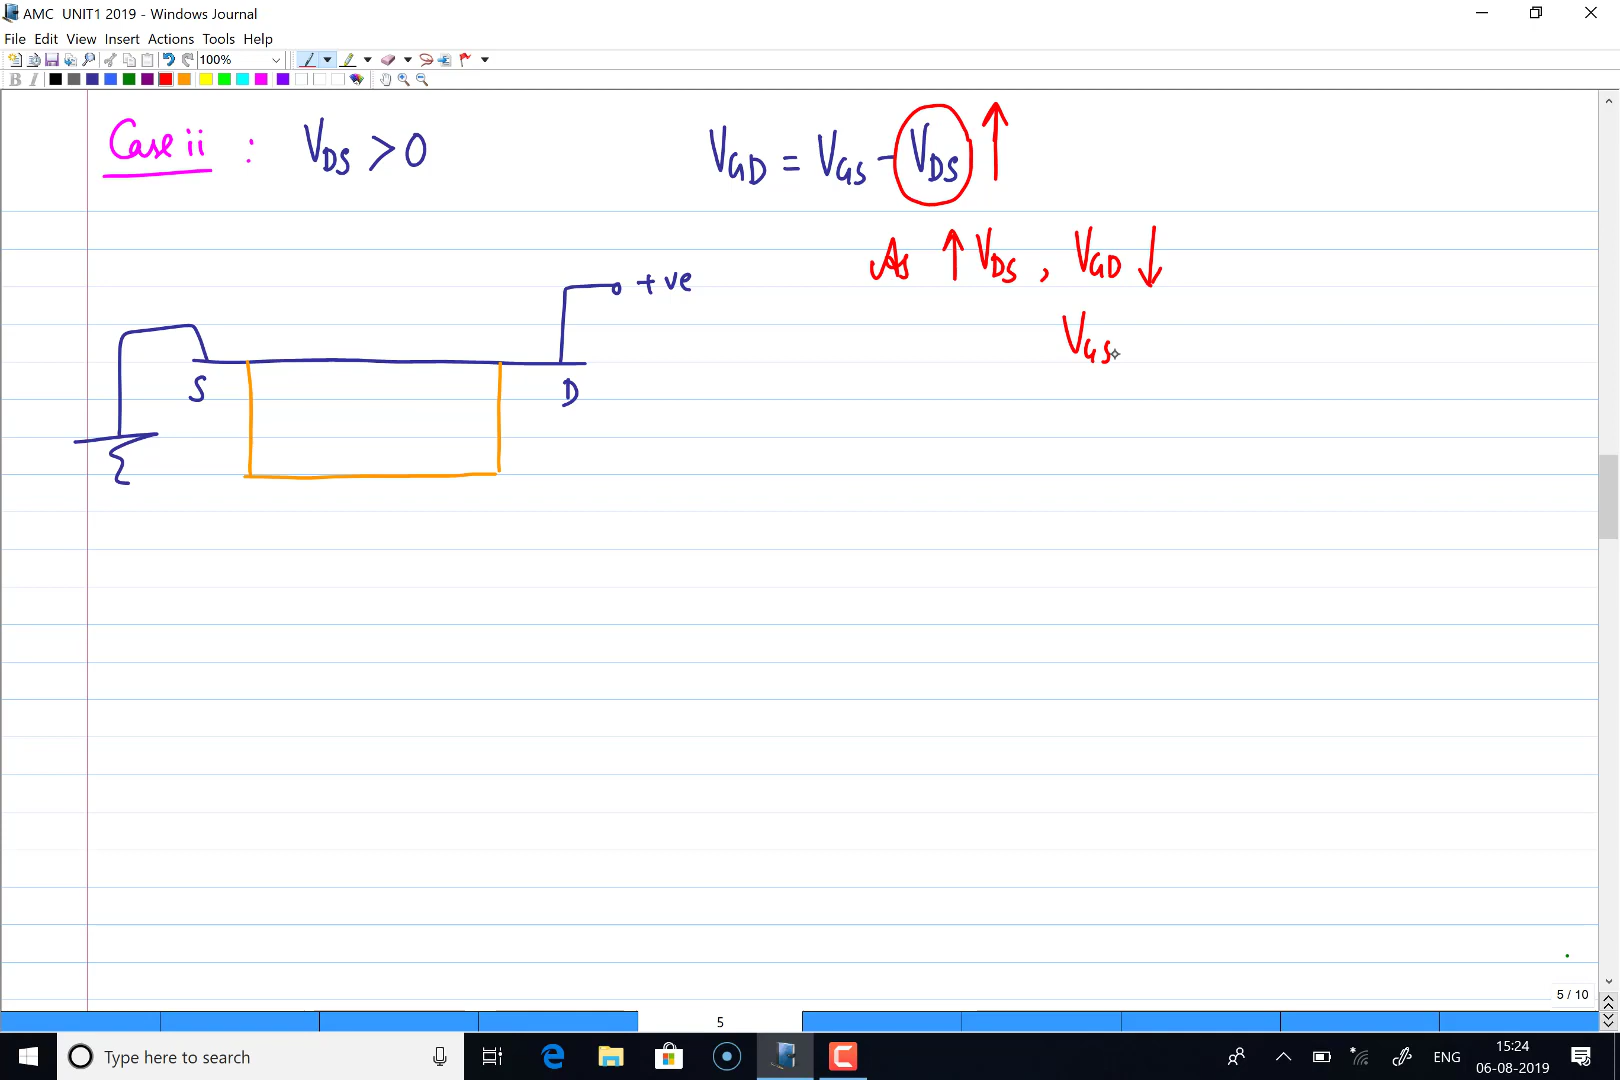 AMC UNIT1 2019 - Windows Journal
File Edit View Insert Actions Tools Help
100%
B I
Case ii : VDS > 0
VGD = VGS - VDS ↑
As ↑ VDS , VGD ↓
+ve
VGS
S
D
5 / 10
5
Type here to search
ENG
15:24
06-08-2019